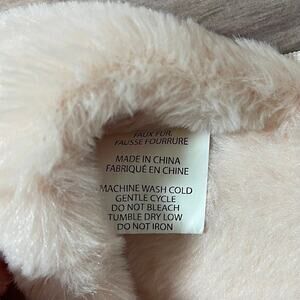 FAUX FUR,
FAUSSE FOURRURE
MADE IN CHINA
FABRIQUÉ EN CHINE
MACHINE WASH COLD
GENTLE CYCLE
DO NOT BLEACH
TUMBLE DRY LOW
DO NOT IRON